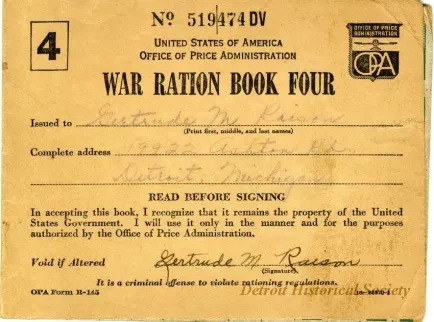 Nº 519474 DV
4
UNITED STATES OF AMERICA
OFFICE OF PRICE ADMINISTRATION
OFFICE OF PRICE
ADMINISTRATION
OPA
WAR RATION BOOK FOUR
Issued to Gertrude M Raison
(Print first, middle, and last names)
Complete address 19922 Ashton Rd.
Detroit, Michigan
READ BEFORE SIGNING
In accepting this book, I recognize that it remains the property of the United
States Government. I will use it only in the manner and for the purposes
authorized by the Office of Price Administration.
Void if Altered Gertrude M. Raison
(Signature)
It is a criminal offense to violate rationing regulations.
OPA Form R-145
Detroit Historical Society